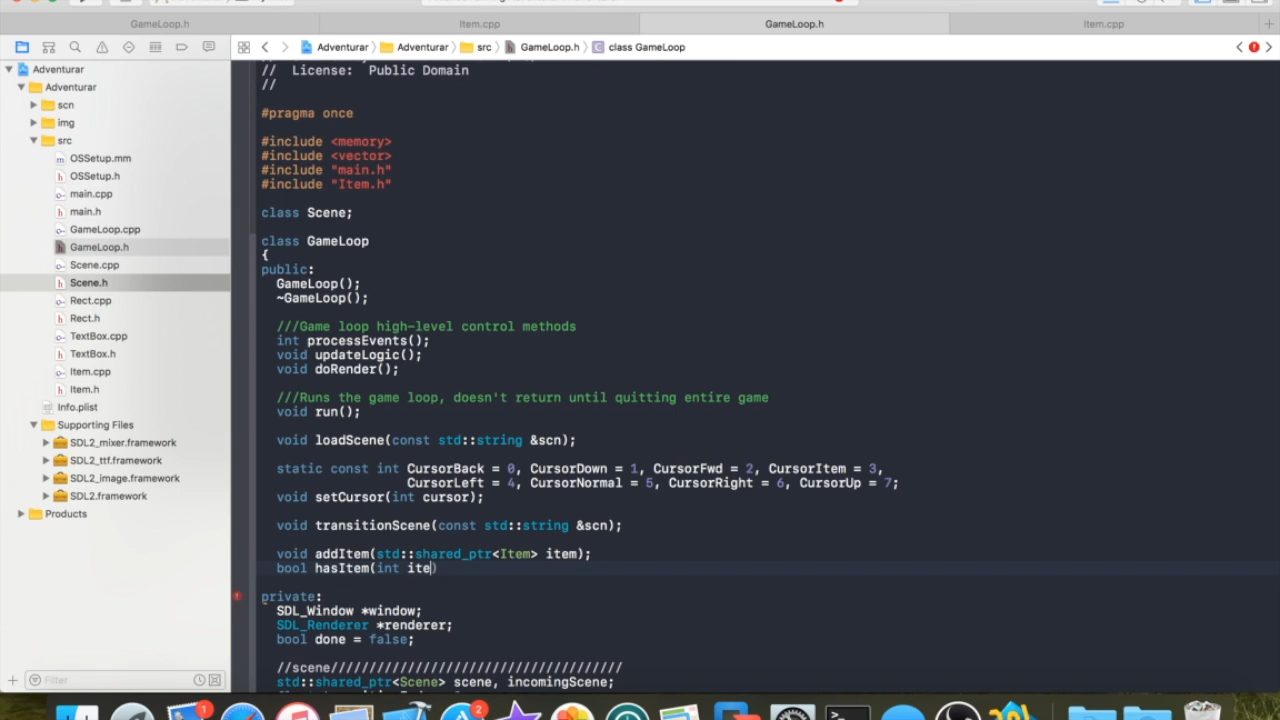 GameLoop.h
Item.cpp
GameLoop.h
Item.cpp
Adventurar
Adventurar
src
GameLoop.h
C class GameLoop
Adventurar
Adventurar
scn
img
src
m OSSetup.mm
h OSSetup.h
main.cpp
h main.h
GameLoop.cpp
h GameLoop.h
Scene.cpp
h Scene.h
Rect.cpp
h Rect.h
TextBox.cpp
h TextBox.h
Item.cpp
h Item.h
Info.plist
Supporting Files
SDL2_mixer.framework
SDL2_ttf.framework
SDL2_image.framework
SDL2.framework
Products
Filter
// License: Public Domain
//
#pragma once
#include <memory>
#include <vector>
#include "main.h"
#include "Item.h"
class Scene;
class GameLoop
{
public:
GameLoop();
~GameLoop();
///Game loop high-level control methods
int processEvents();
void updateLogic();
void doRender();
///Runs the game loop, doesn't return until quitting entire game
void run();
void loadScene(const std::string &scn);
static const int CursorBack = 0, CursorDown = 1, CursorFwd = 2, CursorItem = 3,
CursorLeft = 4, CursorNormal = 5, CursorRight = 6, CursorUp = 7;
void setCursor(int cursor);
void transitionScene(const std::string &scn);
void addItem(std::shared_ptr<Item> item);
bool hasItem(int ite)
private:
SDL_Window *window;
SDL_Renderer *renderer;
bool done = false;
//scene//////////////////////////////////////
std::shared_ptr<Scene> scene, incomingScene;
1
2